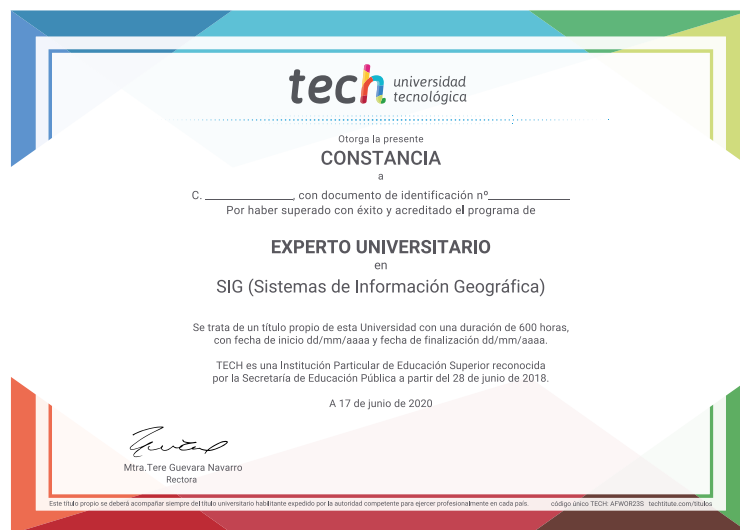 tech universidad
tecnológica
Otorga la presente
CONSTANCIA
a
C. ____________, con documento de identificación nº___________
Por haber superado con éxito y acreditado el programa de
EXPERTO UNIVERSITARIO
en
SIG (Sistemas de Información Geográfica)
Se trata de un título propio de esta Universidad con una duración de 600 horas,
con fecha de inicio dd/mm/aaaa y fecha de finalización dd/mm/aaaa.
TECH es una Institución Particular de Educación Superior reconocida
por la Secretaría de Educación Pública a partir del 28 de junio de 2018.
A 17 de junio de 2020
Mtra.Tere Guevara Navarro
Rectora
Este título propio se deberá acompañar siempre del título universitario habilitante expedido por la autoridad competente para ejercer profesionalmente en cada país. código único TECH: AFWOR23S techtitute.com/titulos